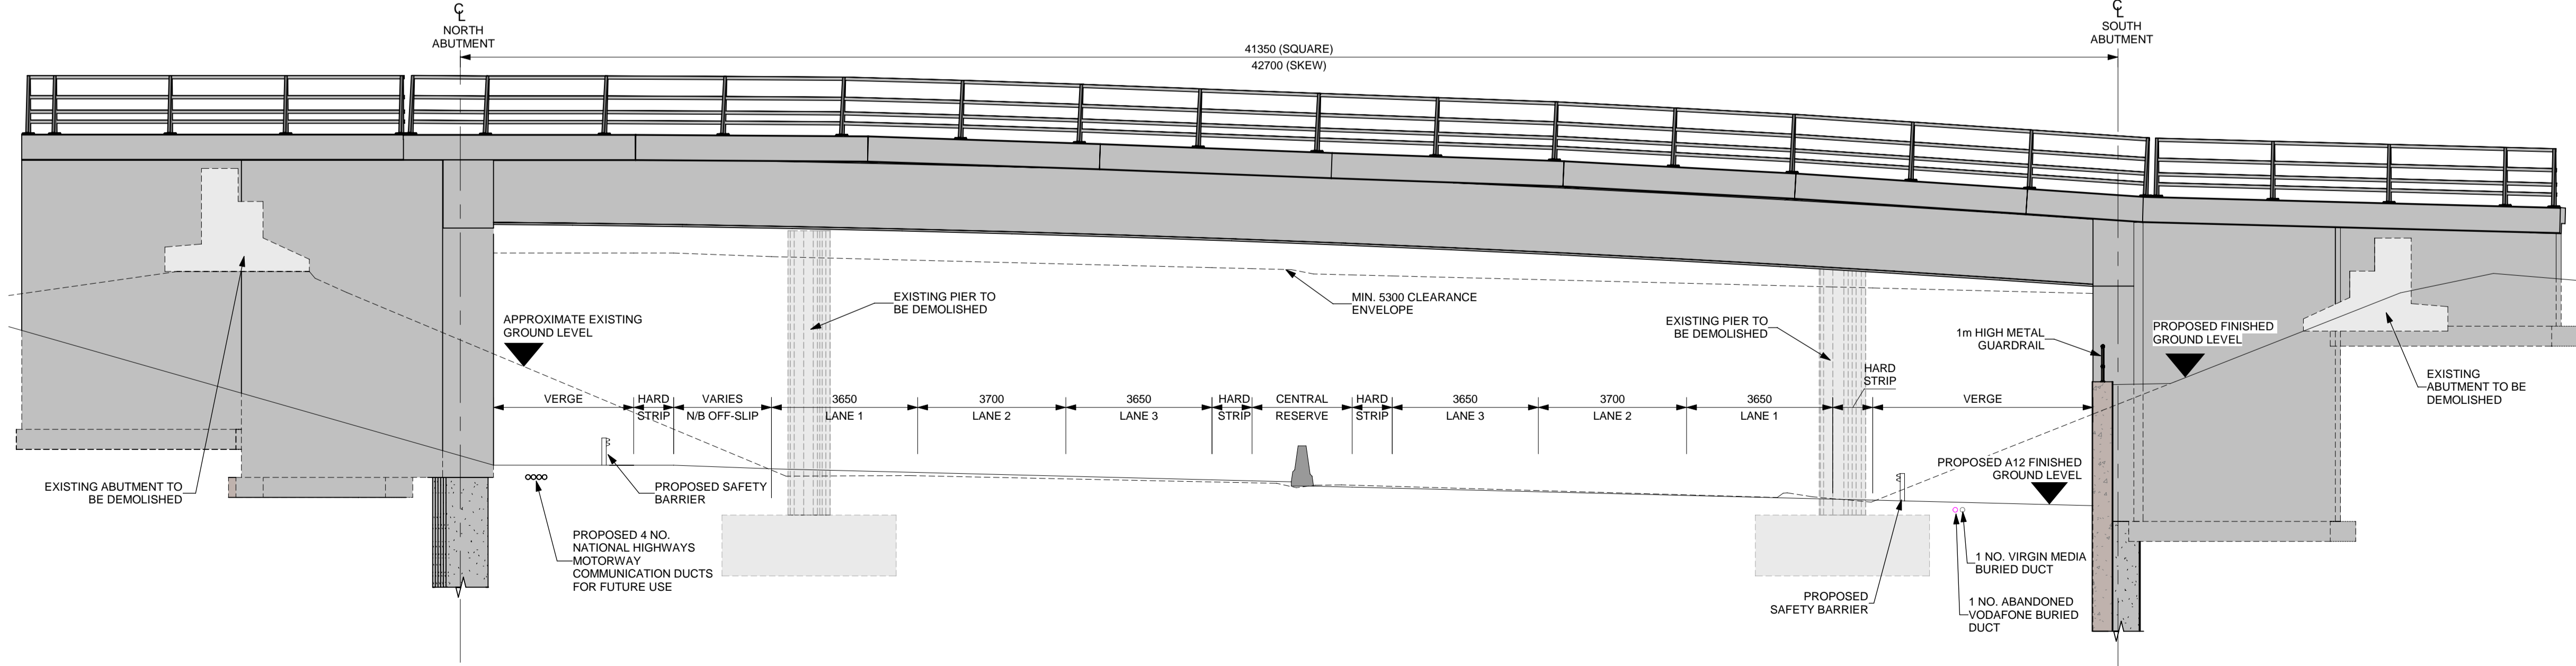 ℄
NORTH
ABUTMENT
℄
SOUTH
ABUTMENT
41350 (SQUARE)
42700 (SKEW)
EXISTING PIER TO
BE DEMOLISHED
MIN. 5300 CLEARANCE
ENVELOPE
APPROXIMATE EXISTING
GROUND LEVEL
EXISTING PIER TO
BE DEMOLISHED
1m HIGH METAL
GUARDRAIL
PROPOSED FINISHED
GROUND LEVEL
HARD
STRIP
EXISTING
ABUTMENT TO BE
DEMOLISHED
VERGE
HARD
STRIP
VARIES
N/B OFF-SLIP
3650
LANE 1
3700
LANE 2
3650
LANE 3
HARD
STRIP
CENTRAL
RESERVE
HARD
STRIP
3650
LANE 3
3700
LANE 2
3650
LANE 1
VERGE
EXISTING ABUTMENT TO
BE DEMOLISHED
PROPOSED SAFETY
BARRIER
PROPOSED A12 FINISHED
GROUND LEVEL
PROPOSED 4 NO.
NATIONAL HIGHWAYS
MOTORWAY
COMMUNICATION DUCTS
FOR FUTURE USE
1 NO. VIRGIN MEDIA
BURIED DUCT
PROPOSED
SAFETY BARRIER
1 NO. ABANDONED
VODAFONE BURIED
DUCT